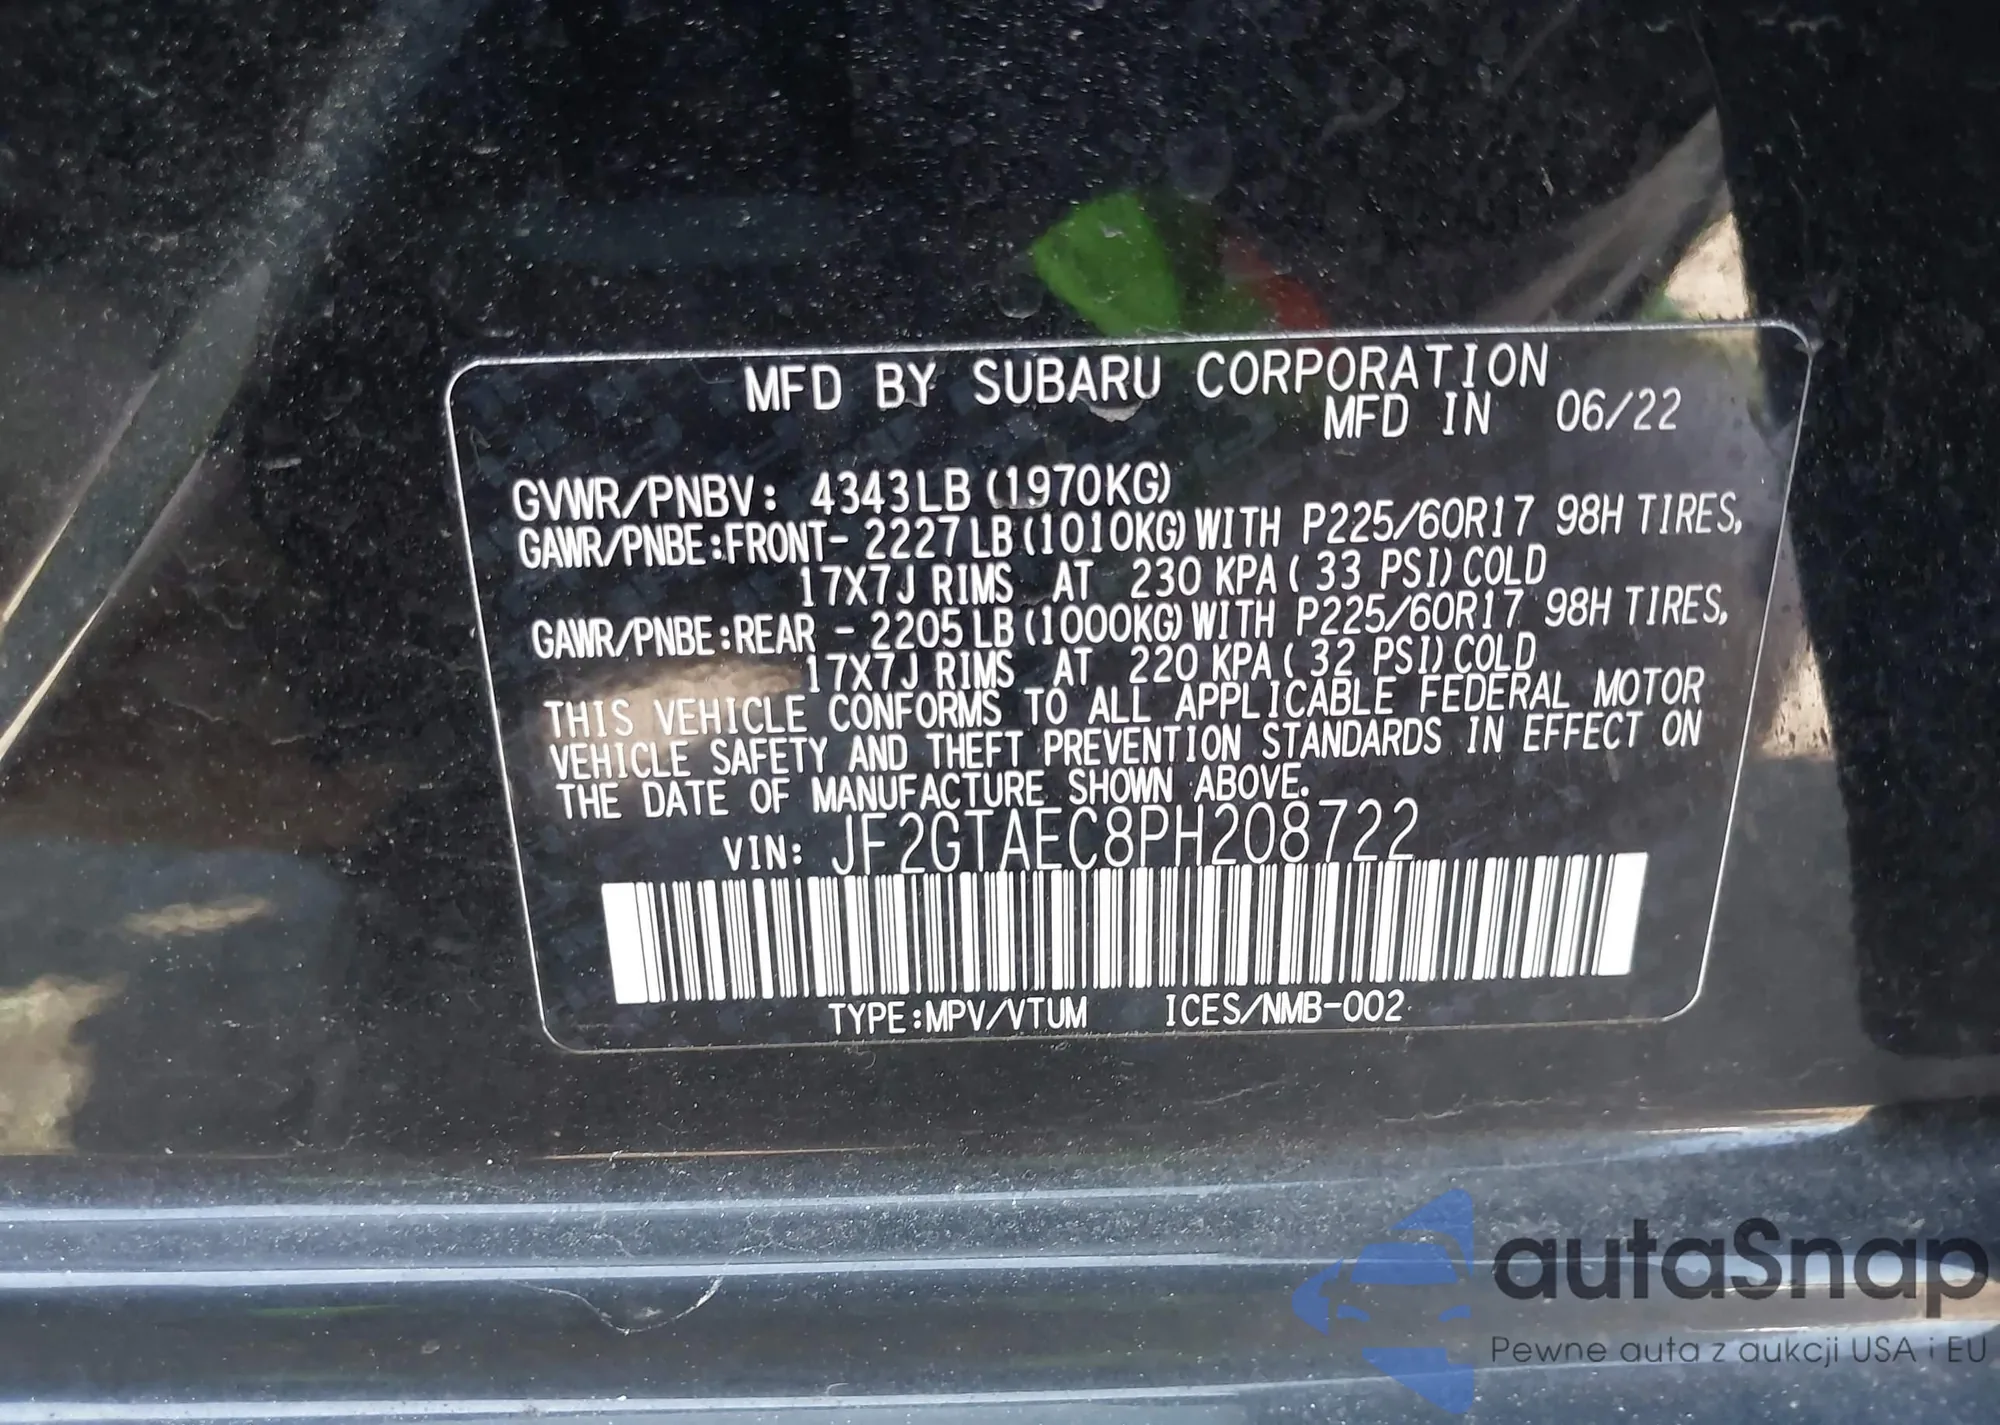 MFD BY SUBARU CORPORATION
MFD IN 06/22
GVWR/PNBV: 4343LB (1970KG)
GAWR/PNBE:FRONT- 2227LB(1010KG)WITH P225/60R17 98H TIRES,
17X7J RIMS AT 230 KPA( 33 PSI)COLD
GAWR/PNBE:REAR - 2205LB(1000KG)WITH P225/60R17 98H TIRES,
17X7J RIMS AT 220 KPA( 32 PSI)COLD
THIS VEHICLE CONFORMS TO ALL APPLICABLE FEDERAL MOTOR
VEHICLE SAFETY AND THEFT PREVENTION STANDARDS IN EFFECT ON
THE DATE OF MANUFACTURE SHOWN ABOVE.
VIN: JF2GTAEC8PH208722
TYPE:MPV/VTUM ICES/NMB-002
autaSnap
Pewne auta z aukcji USA i EU